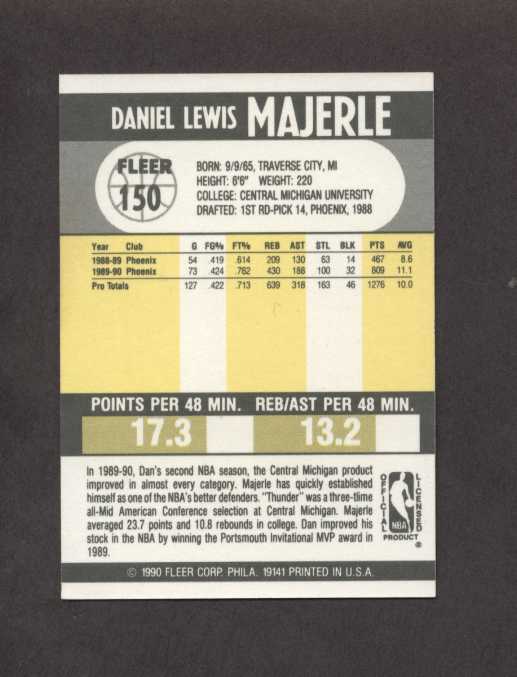 DANIEL LEWIS MAJERLE
FLEER
150
BORN: 9/9/65, TRAVERSE CITY, MI
HEIGHT: 6'6" WEIGHT: 220
COLLEGE: CENTRAL MICHIGAN UNIVERSITY
DRAFTED: 1ST RD-PICK 14, PHOENIX, 1988
Year Club G FG% FT% REB AST STL BLK PTS AVG
1988-89 Phoenix 54 .419 .614 209 130 63 14 467 8.6
1989-90 Phoenix 73 .424 .762 430 188 100 32 809 11.1
Pro Totals 127 .422 .713 639 318 163 46 1276 10.0
POINTS PER 48 MIN. REB/AST PER 48 MIN.
17.3 13.2
In 1989-90, Dan's second NBA season, the Central Michigan product
improved in almost every category. Majerle has quickly established
himself as one of the NBA's better defenders. "Thunder" was a three-time
all-Mid American Conference selection at Central Michigan. Majerle
averaged 23.7 points and 10.8 rebounds in college. Dan improved his
stock in the NBA by winning the Portsmouth Invitational MVP award in
1989.
OFFICIAL
LICENSED
NBA
PRODUCT
®
© 1990 FLEER CORP. PHILA. 19141 PRINTED IN U.S.A.